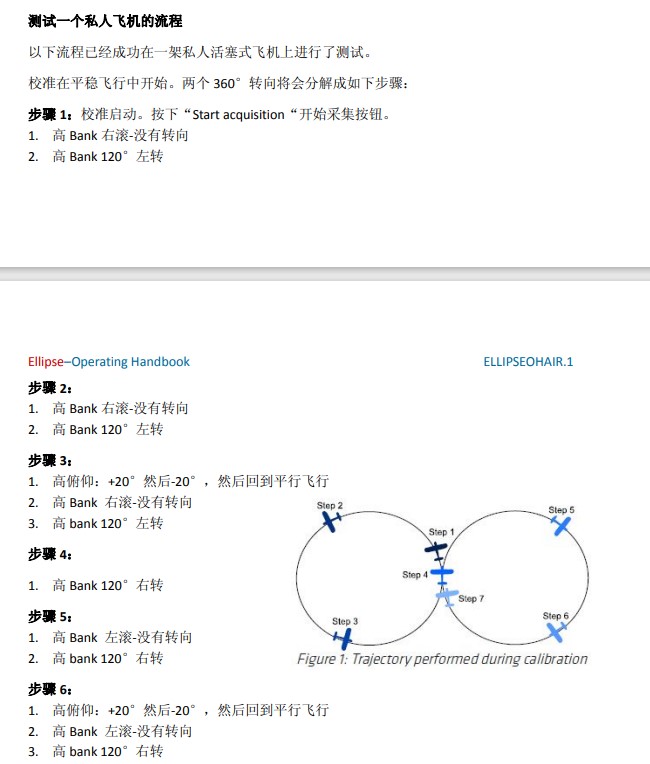 测试一个私人飞机的流程
以下流程已经成功在一架私人活塞式飞机上进行了测试。
校准在平稳飞行中开始。两个 360° 转向将会分解成如下步骤：
步骤 1：校准启动。按下“Start acquisition“开始采集按钮。
1. 高 Bank 右滚-没有转向
2. 高 Bank 120° 左转
Ellipse–Operating Handbook
ELLIPSEOHAIR.1
步骤 2：
1. 高 Bank 右滚-没有转向
2. 高 Bank 120° 左转
步骤 3：
1. 高俯仰：+20° 然后-20° ，然后回到平行飞行
2. 高 Bank 右滚-没有转向
3. 高 bank 120° 左转
步骤 4：
1. 高 Bank 120° 右转
步骤 5：
1. 高 Bank 左滚-没有转向
2. 高 bank 120° 右转
步骤 6：
1. 高俯仰：+20° 然后-20° ，然后回到平行飞行
2. 高 Bank 左滚-没有转向
3. 高 bank 120° 右转
Step 2
Step 1
Step 5
Step 4
Step 7
Step 3
Step 6
Figure 1: Trajectory performed during calibration